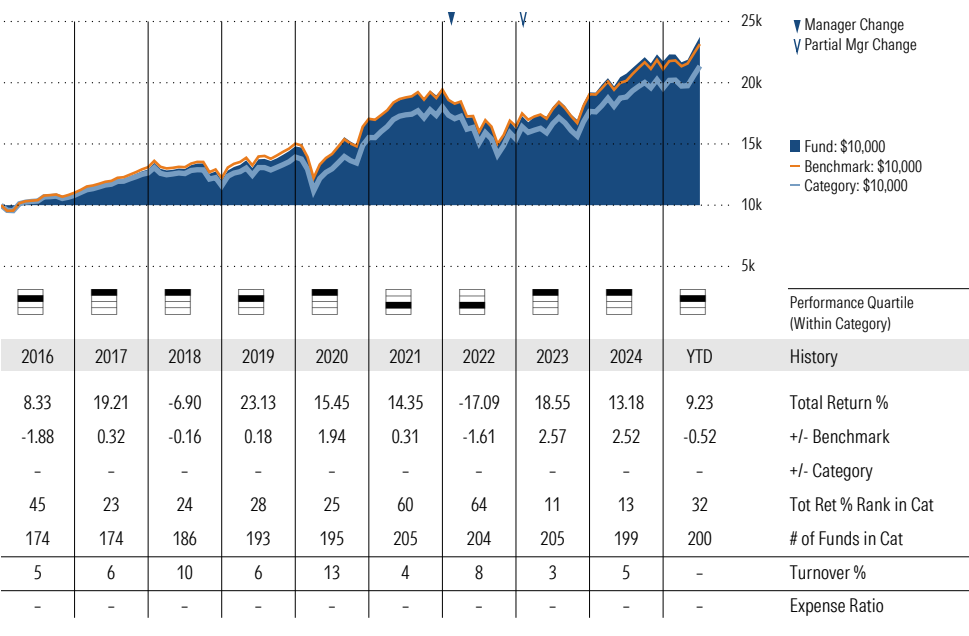 25k
Manager Change
Partial Mgr Change
20k
15k
Fund: $10,000
Benchmark: $10,000
Category: $10,000
10k
5k
Performance Quartile
(Within Category)
2016 2017 2018 2019 2020 2021 2022 2023 2024 YTD History
8.33 19.21 -6.90 23.13 15.45 14.35 -17.09 18.55 13.18 9.23 Total Return %
-1.88 0.32 -0.16 0.18 1.94 0.31 -1.61 2.57 2.52 -0.52 +/- Benchmark
– – – – – – – – – – +/- Category
45 23 24 28 25 60 64 11 13 32 Tot Ret % Rank in Cat
174 174 186 193 195 205 204 205 199 200 # of Funds in Cat
5 6 10 6 13 4 8 3 5 – Turnover %
– – – – – – – – – – Expense Ratio